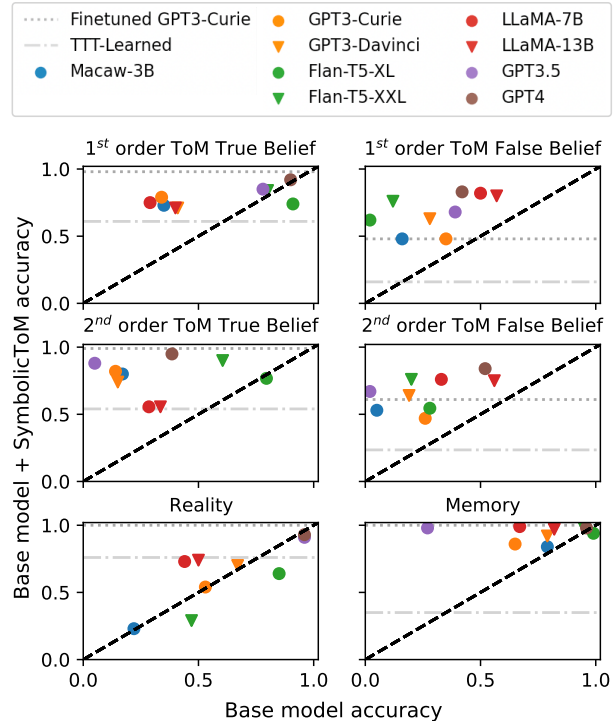 Finetuned GPT3-Curie
TTT-Learned
Macaw-3B
GPT3-Curie
GPT3-Davinci
Flan-T5-XL
Flan-T5-XXL
LLaMA-7B
LLaMA-13B
GPT3.5
GPT4
1st order ToM True Belief
1st order ToM False Belief
1.0
0.5
0.0
2nd order ToM True Belief
2nd order ToM False Belief
1.0
0.5
0.0
Reality
Memory
1.0
0.5
0.0
0.0 0.5 1.0
0.0 0.5 1.0
Base model + SymbolicToM accuracy
Base model accuracy